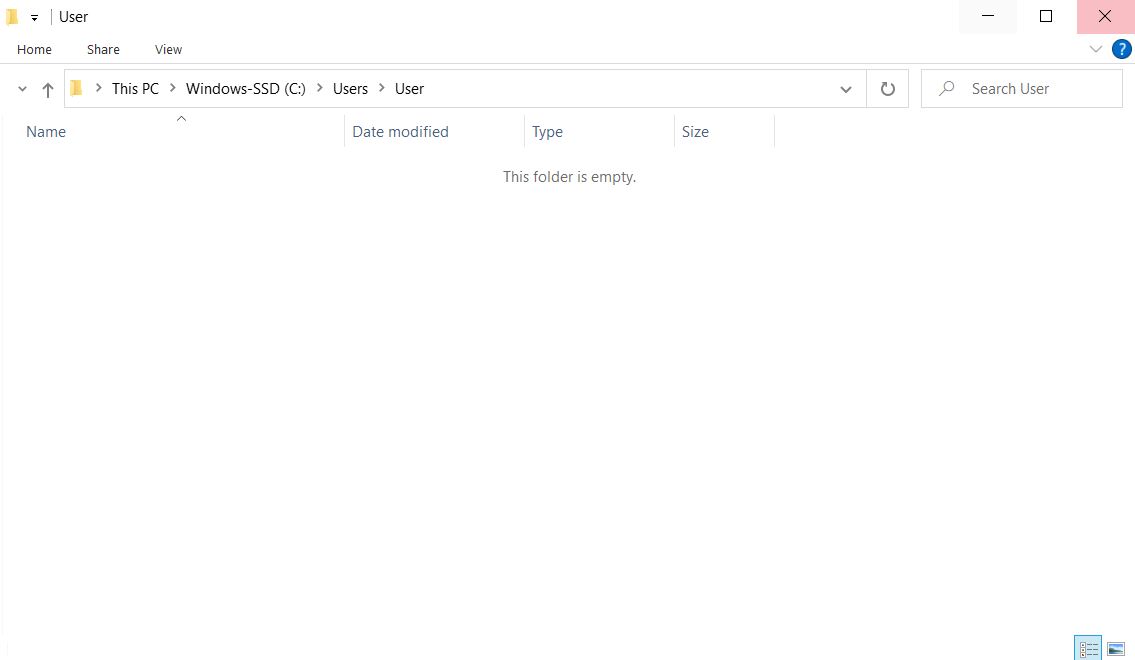 User
Home Share View
?
This PC Windows-SSD (C:) Users User Search User
Name Date modified Type Size
This folder is empty.